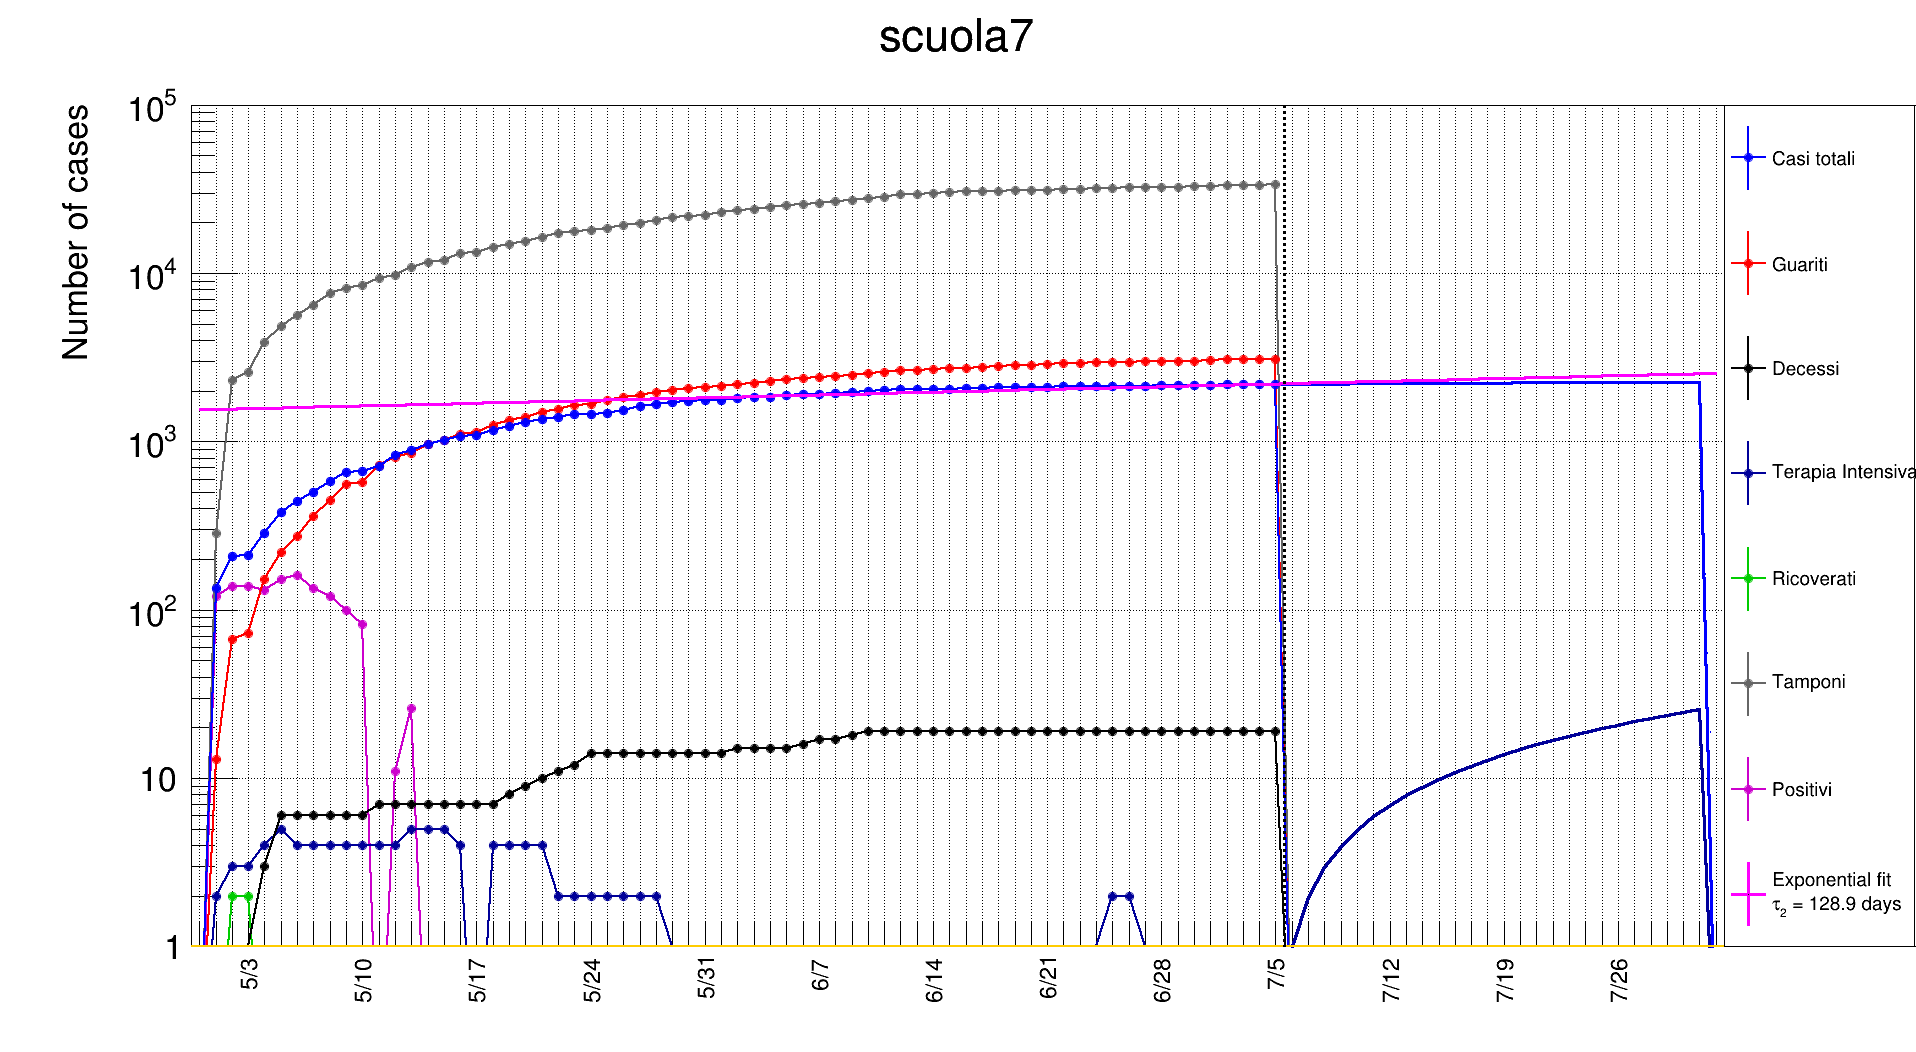 scuola7
Number of cases
10^5
10^4
10^3
10^2
10
1
5/3
5/10
5/17
5/24
5/31
6/7
6/14
6/21
6/28
7/5
7/12
7/19
7/26
Casi totali
Guariti
Decessi
Terapia Intensiva
Ricoverati
Tamponi
Positivi
Exponential fit
τ₂ = 128.9 days